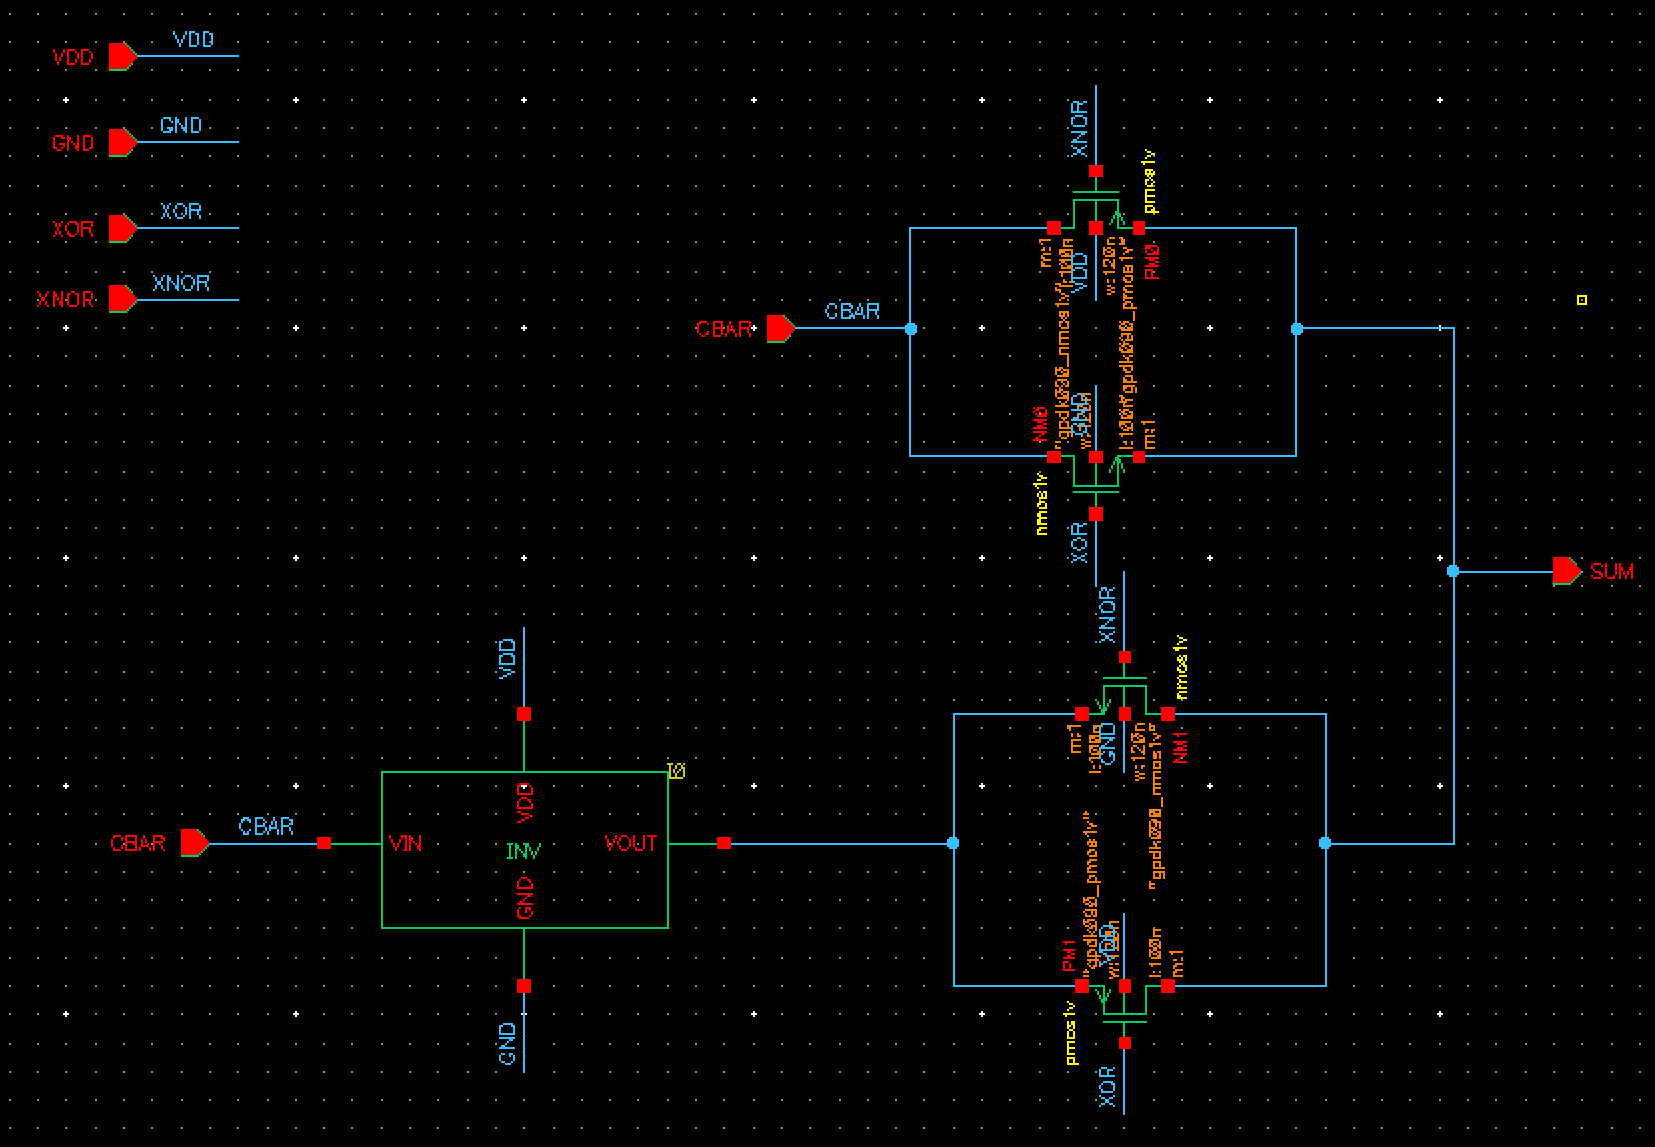 VDD
VDD
GND
GND
XOR
XOR
XNOR
XNOR
CBAR
CBAR
XNOR
pmos1v
PM0
m:1
l:100n
VDD
w:120n
"gpdk090_pmos1v"
"gpdk090_nmos1v"
NM0
GND
l:100n
m:1
nmos1v
XOR
SUM
XNOR
nmos1v
NM1
m:1
l:100n
GND
w:120n
"gpdk090_nmos1v"
"gpdk090_pmos1v"
PM1
VDD
l:100n
m:1
pmos1v
XOR
VDD
I0
CBAR
CBAR
VIN
VDD
INV
GND
VOUT
GND